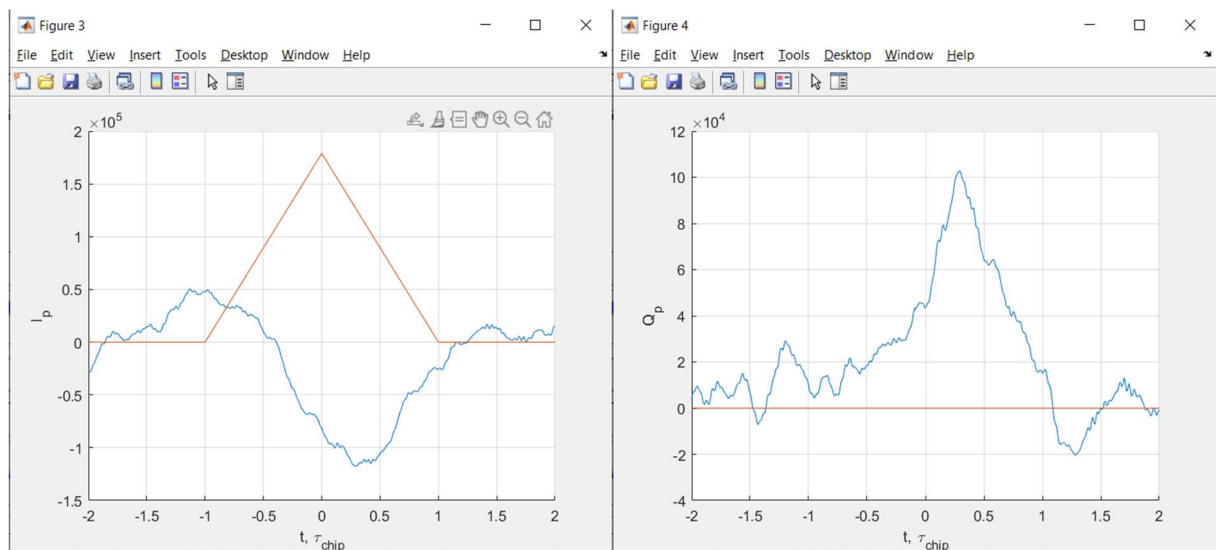 Figure 3
File Edit View Insert Tools Desktop Window Help
×10^5
2
1.5
1
0.5
0
-0.5
-1
-1.5
I_p
-2 -1.5 -1 -0.5 0 0.5 1 1.5 2
t, τ_chip
Figure 4
File Edit View Insert Tools Desktop Window Help
×10^4
12
10
8
6
4
2
0
-2
-4
Q_p
-2 -1.5 -1 -0.5 0 0.5 1 1.5 2
t, τ_chip